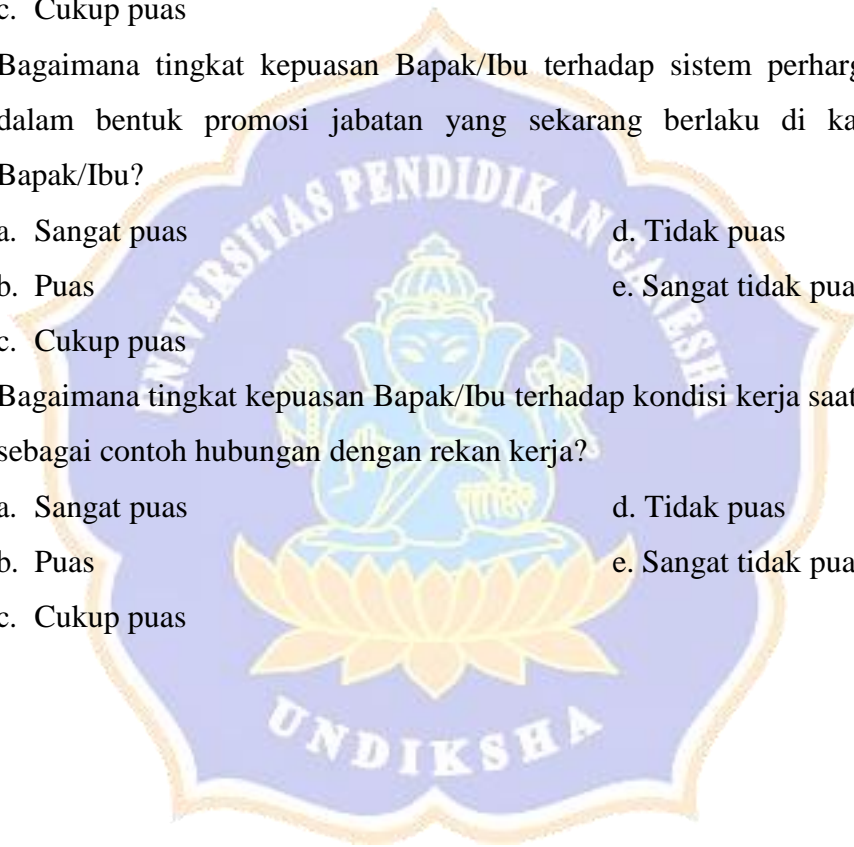 c. Cukup puas
Bagaimana tingkat kepuasan Bapak/Ibu terhadap sistem perharg
dalam bentuk promosi jabatan yang sekarang berlaku di ka
Bapak/Ibu?
a. Sangat puas d. Tidak puas
b. Puas e. Sangat tidak pua
c. Cukup puas
Bagaimana tingkat kepuasan Bapak/Ibu terhadap kondisi kerja saat
sebagai contoh hubungan dengan rekan kerja?
a. Sangat puas d. Tidak puas
b. Puas e. Sangat tidak pua
c. Cukup puas
UNIVERSITAS PENDIDIKAN GANESHA
UNDIKSHA